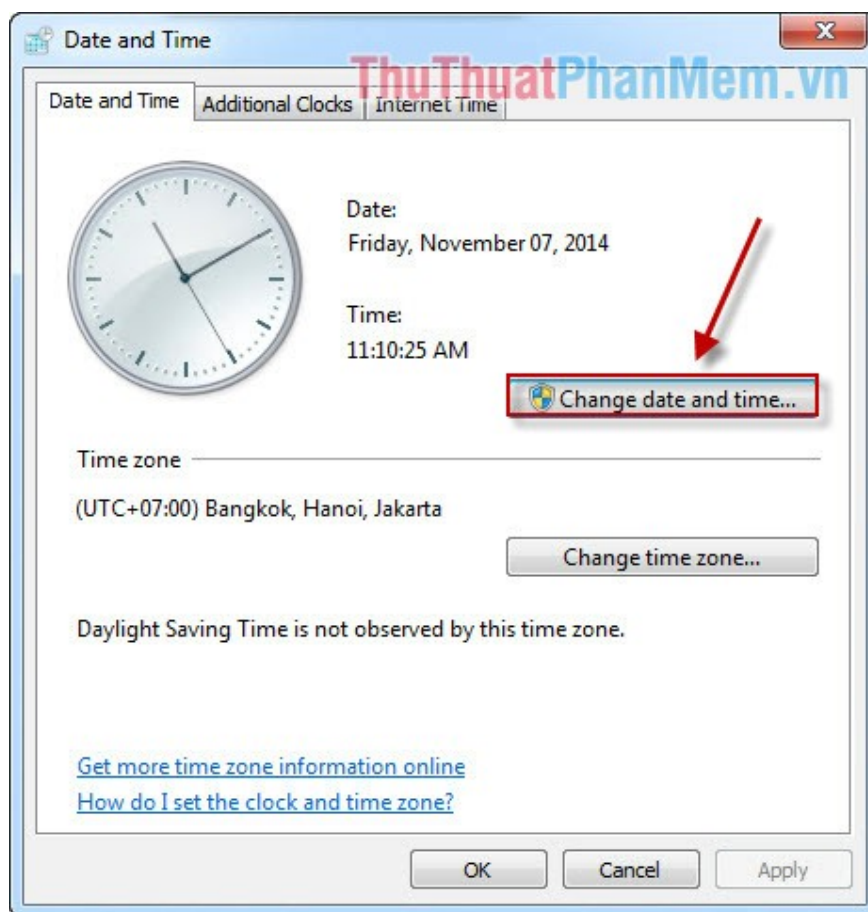 Date and Time
ThuThuatPhanMem.vn
Date and Time Additional Clocks Internet Time
Date:
Friday, November 07, 2014
Time:
11:10:25 AM
Change date and time...
Time zone
(UTC+07:00) Bangkok, Hanoi, Jakarta
Change time zone...
Daylight Saving Time is not observed by this time zone.
Get more time zone information online
How do I set the clock and time zone?
OK Cancel Apply